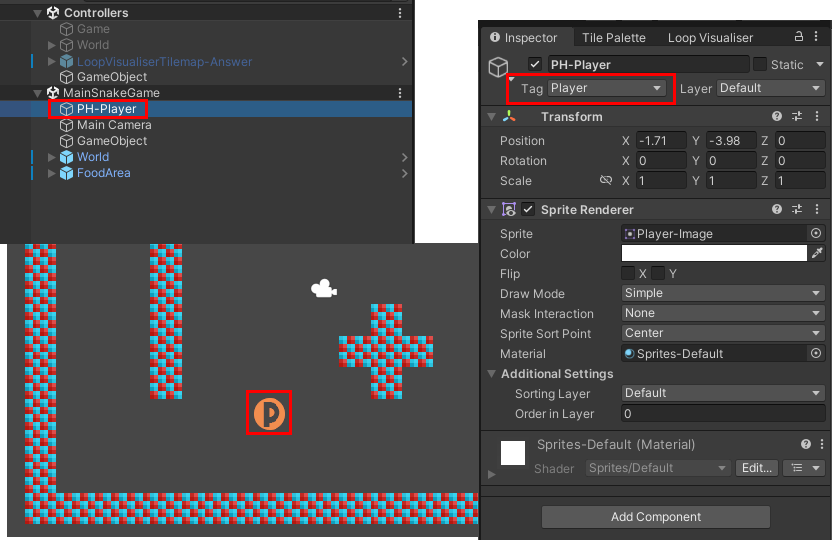 Controllers
Game
World
LoopVisualiserTilemap-Answer
GameObject
MainSnakeGame
PH-Player
Main Camera
GameObject
World
FoodArea
P
Inspector Tile Palette Loop Visualiser
PH-Player Static
Tag Player Layer Default
Transform
Position X -1.71 Y -3.98 Z 0
Rotation X 0 Y 0 Z 0
Scale X 1 Y 1 Z 1
Sprite Renderer
Sprite Player-Image
Color
Flip X Y
Draw Mode Simple
Mask Interaction None
Sprite Sort Point Center
Material Sprites-Default
Additional Settings
Sorting Layer Default
Order in Layer 0
Sprites-Default (Material)
Shader Sprites/Default Edit...
Add Component